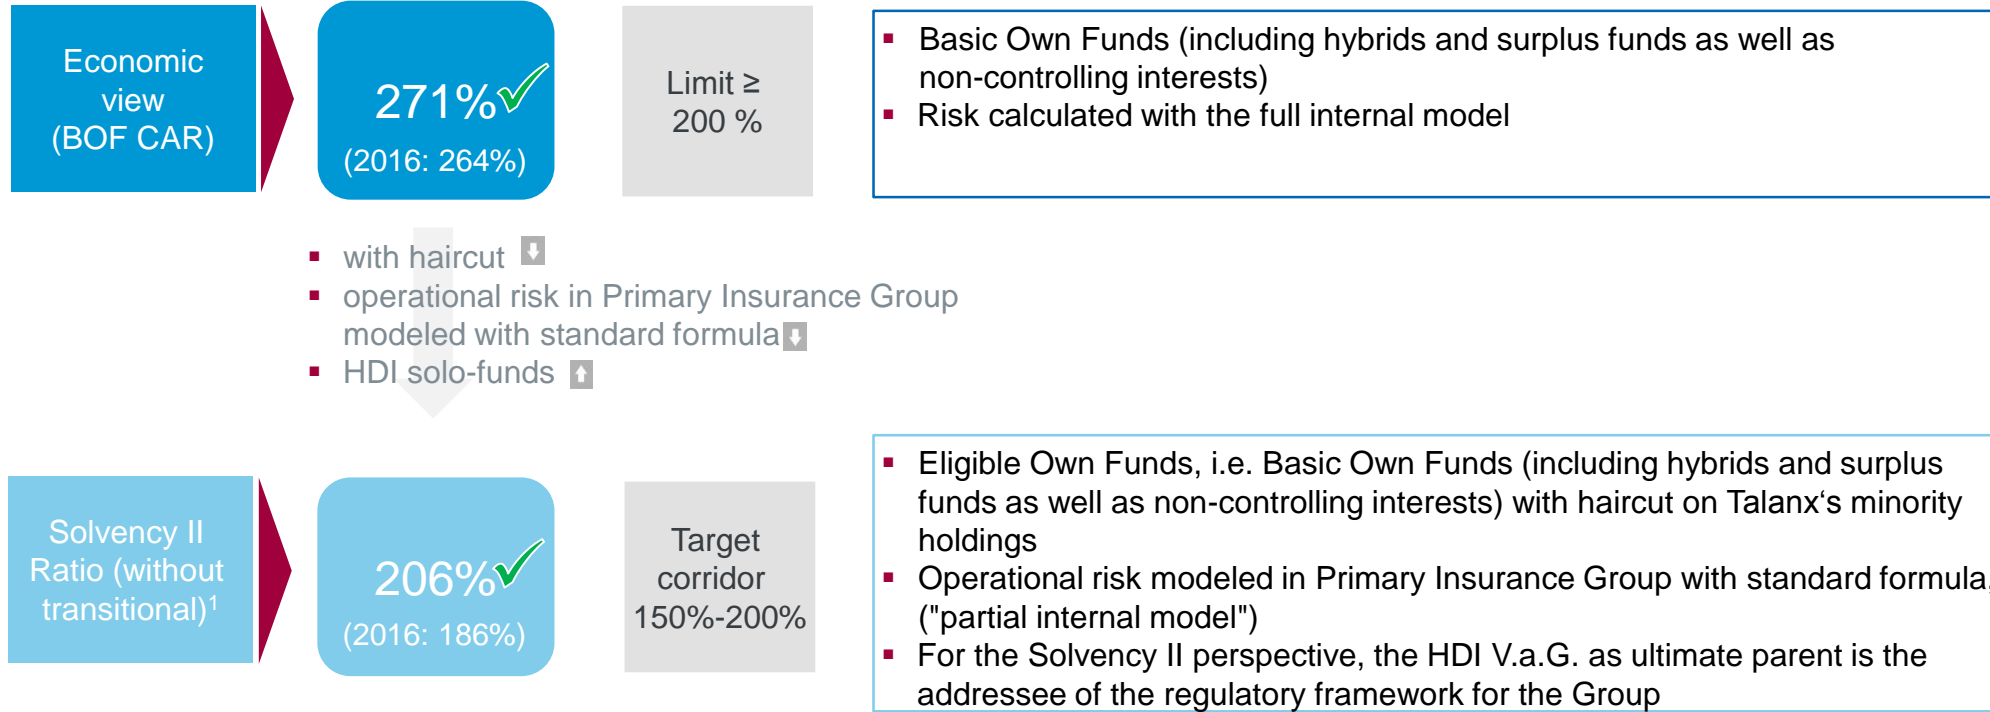 Economic
view
(BOF CAR)
271%
(2016: 264%)
Limit ≥
200 %
▪ Basic Own Funds (including hybrids and surplus funds as well as
non-controlling interests)
▪ Risk calculated with the full internal model
▪ with haircut
▪ operational risk in Primary Insurance Group
modeled with standard formula
▪ HDI solo-funds
Solvency II
Ratio (without
transitional)¹
206%
(2016: 186%)
Target
corridor
150%-200%
▪ Eligible Own Funds, i.e. Basic Own Funds (including hybrids and surplus
funds as well as non-controlling interests) with haircut on Talanx‘s minority
holdings
▪ Operational risk modeled in Primary Insurance Group with standard formula,
("partial internal model")
▪ For the Solvency II perspective, the HDI V.a.G. as ultimate parent is the
addressee of the regulatory framework for the Group